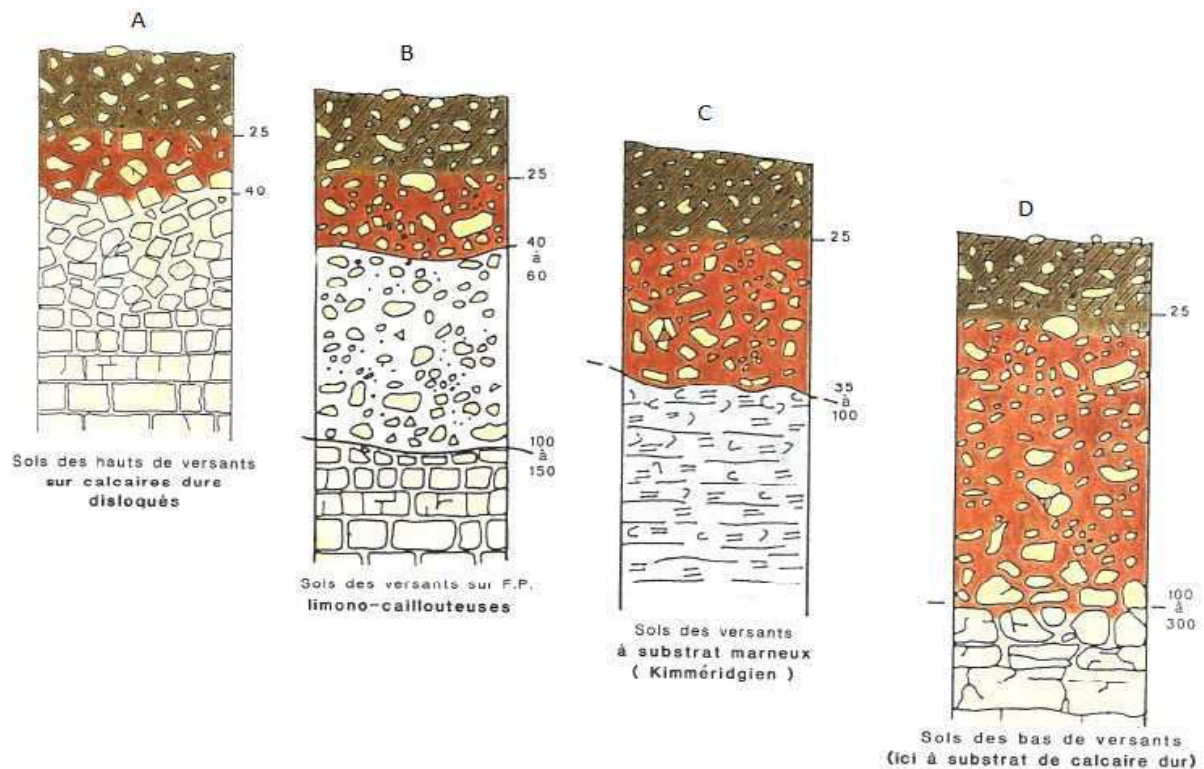 A
25
40
Sols des hauts de versants
sur calcaires durs
disloqués
B
25
40
à
60
100
à
150
Sols des versants sur F.P.
limono-caillouteuses
C
25
35
à
100
Sols des versants
à substrat marneux
( Kimméridgien )
D
25
100
à
300
Sols des bas de versants
(ici à substrat de calcaire dur)